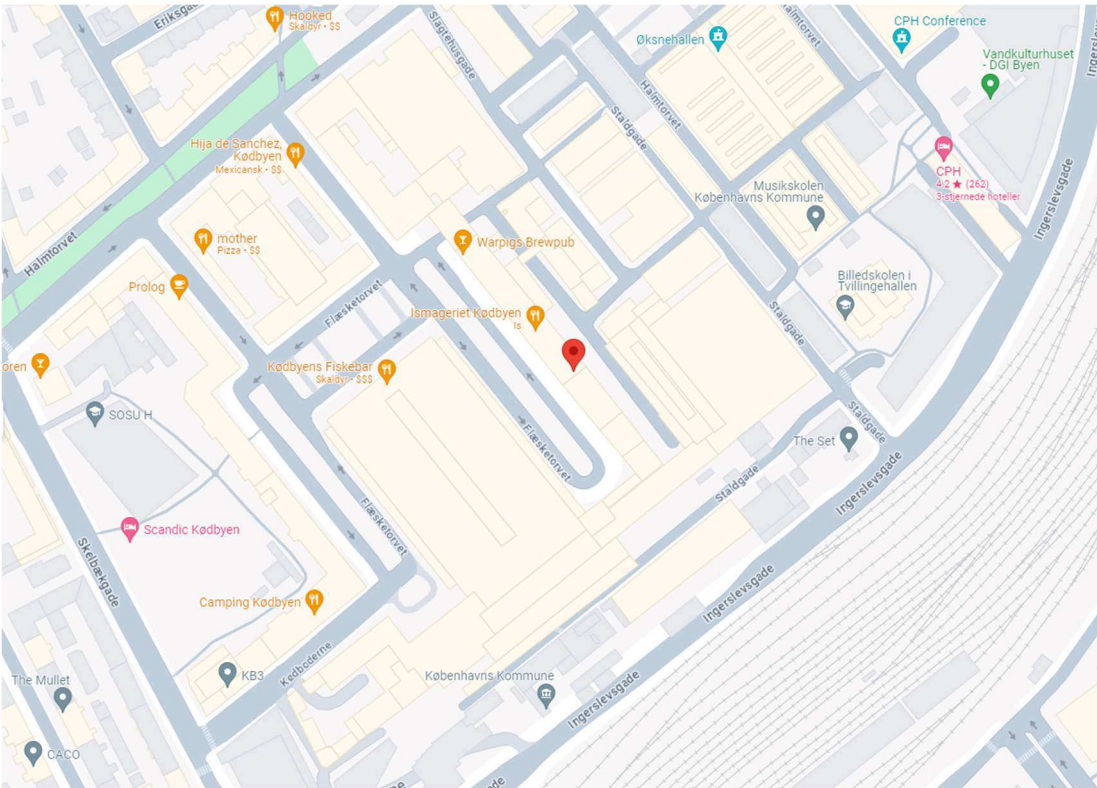 Eriksga
Hooked
Skaldyr • $$
Slagtehusgade
Øksnehallen
Halmtorvet
CPH Conference
Vandkulturhuset
- DGI Byen
Ingerslevsgade
Halmtorvet
Staldgade
Hija de Sanchez,
Kødbyen
Mexicansk • $$
CPH
4.2 ★ (262)
3-stjernede hoteller
Musikskolen
Københavns Kommune
Ingerslevsgade
mother
Pizza • $$
Halmtorvet
Warpigs Brewpub
Prolog
Billedskolen i
Tvillingehallen
Flæsketorvet
Ismageriet Kødbyen
Is
Staldgade
oren
Kødbyens Fiskebar
Skaldyr • $$$
SOSU H
Staldgade
The Set
Flæsketorvet
Staldgade
Ingerslevsgade
Flæsketorvet
Scandic Kødbyen
Skelbækgade
Camping Kødbyen
Ingerslevsgade
Kødboderne
KB3
Københavns Kommune
The Mullet
Ingerslevsgade
CACO